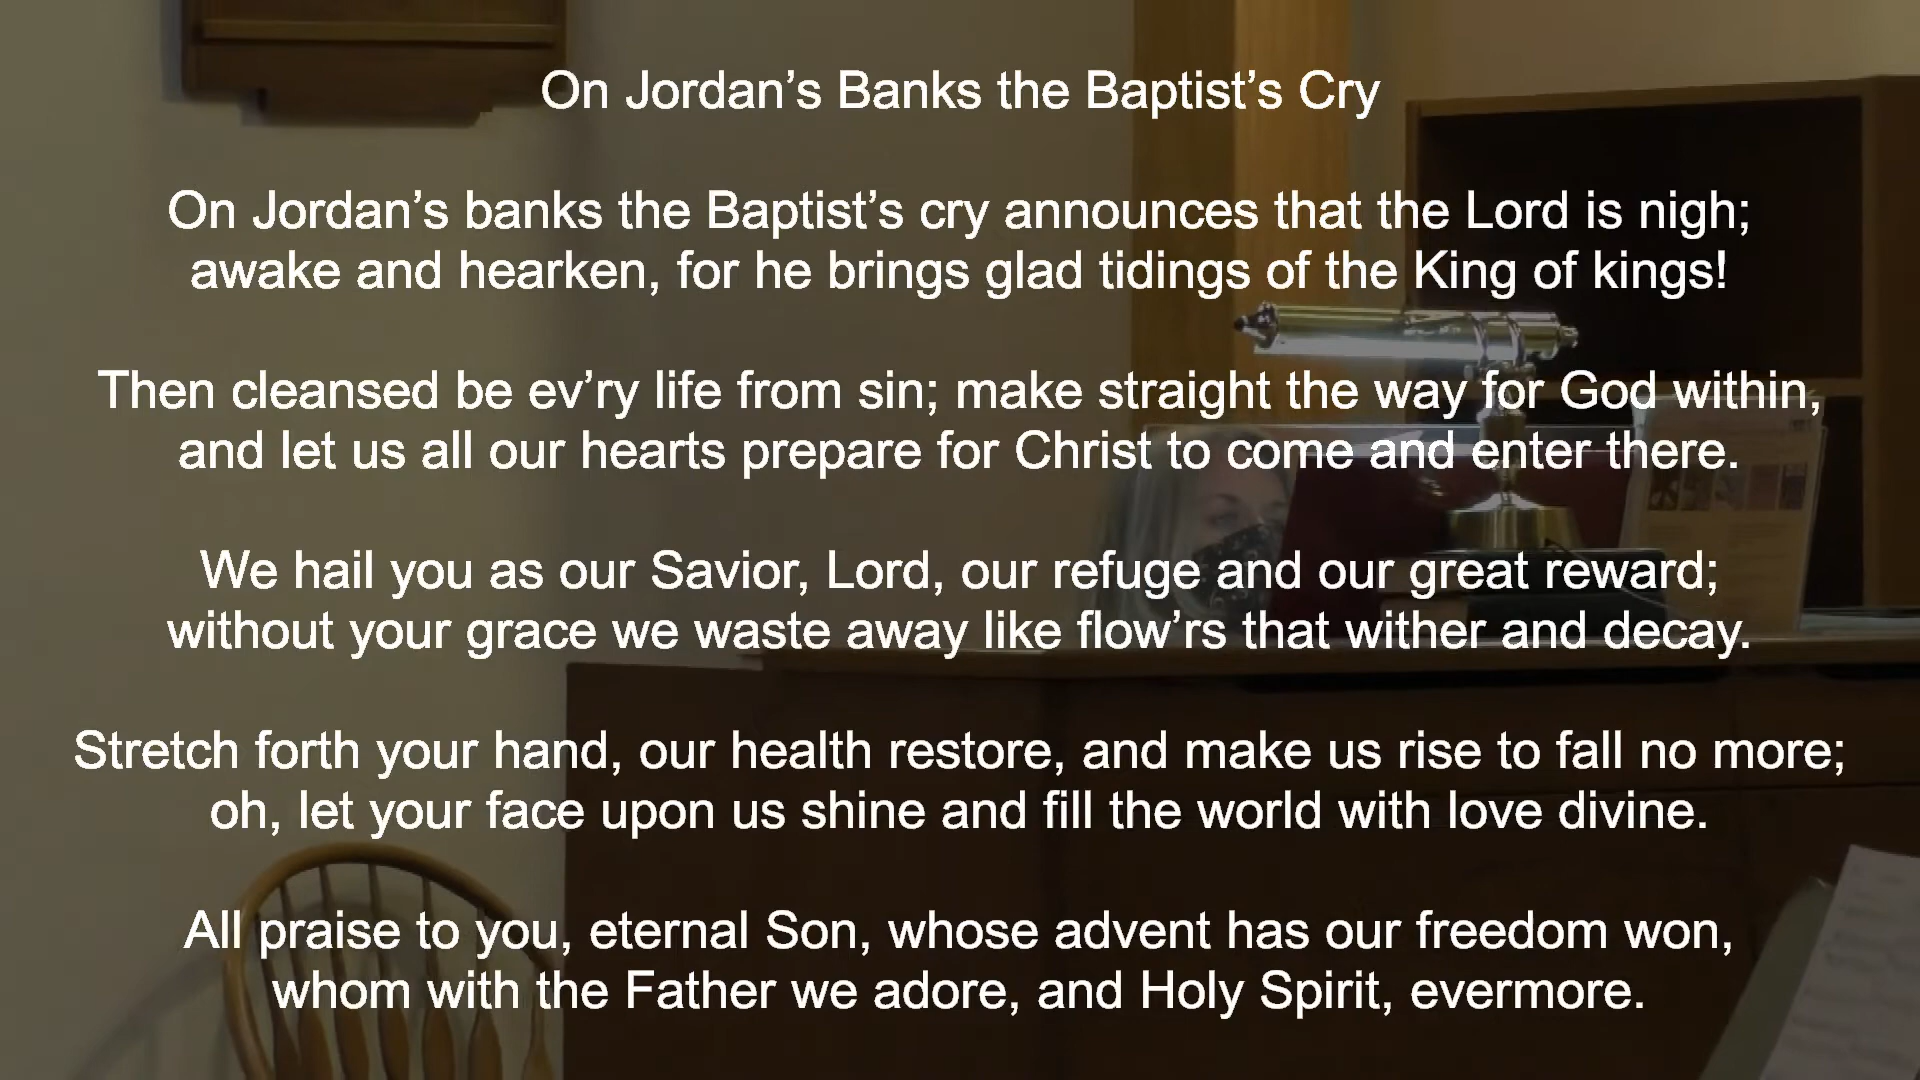 On Jordan’s Banks the Baptist’s Cry
On Jordan’s banks the Baptist’s cry announces that the Lord is nigh;
awake and hearken, for he brings glad tidings of the King of kings!
Then cleansed be ev’ry life from sin; make straight the way for God within,
and let us all our hearts prepare for Christ to come and enter there.
We hail you as our Savior, Lord, our refuge and our great reward;
without your grace we waste away like flow’rs that wither and decay.
Stretch forth your hand, our health restore, and make us rise to fall no more;
oh, let your face upon us shine and fill the world with love divine.
All praise to you, eternal Son, whose advent has our freedom won,
whom with the Father we adore, and Holy Spirit, evermore.